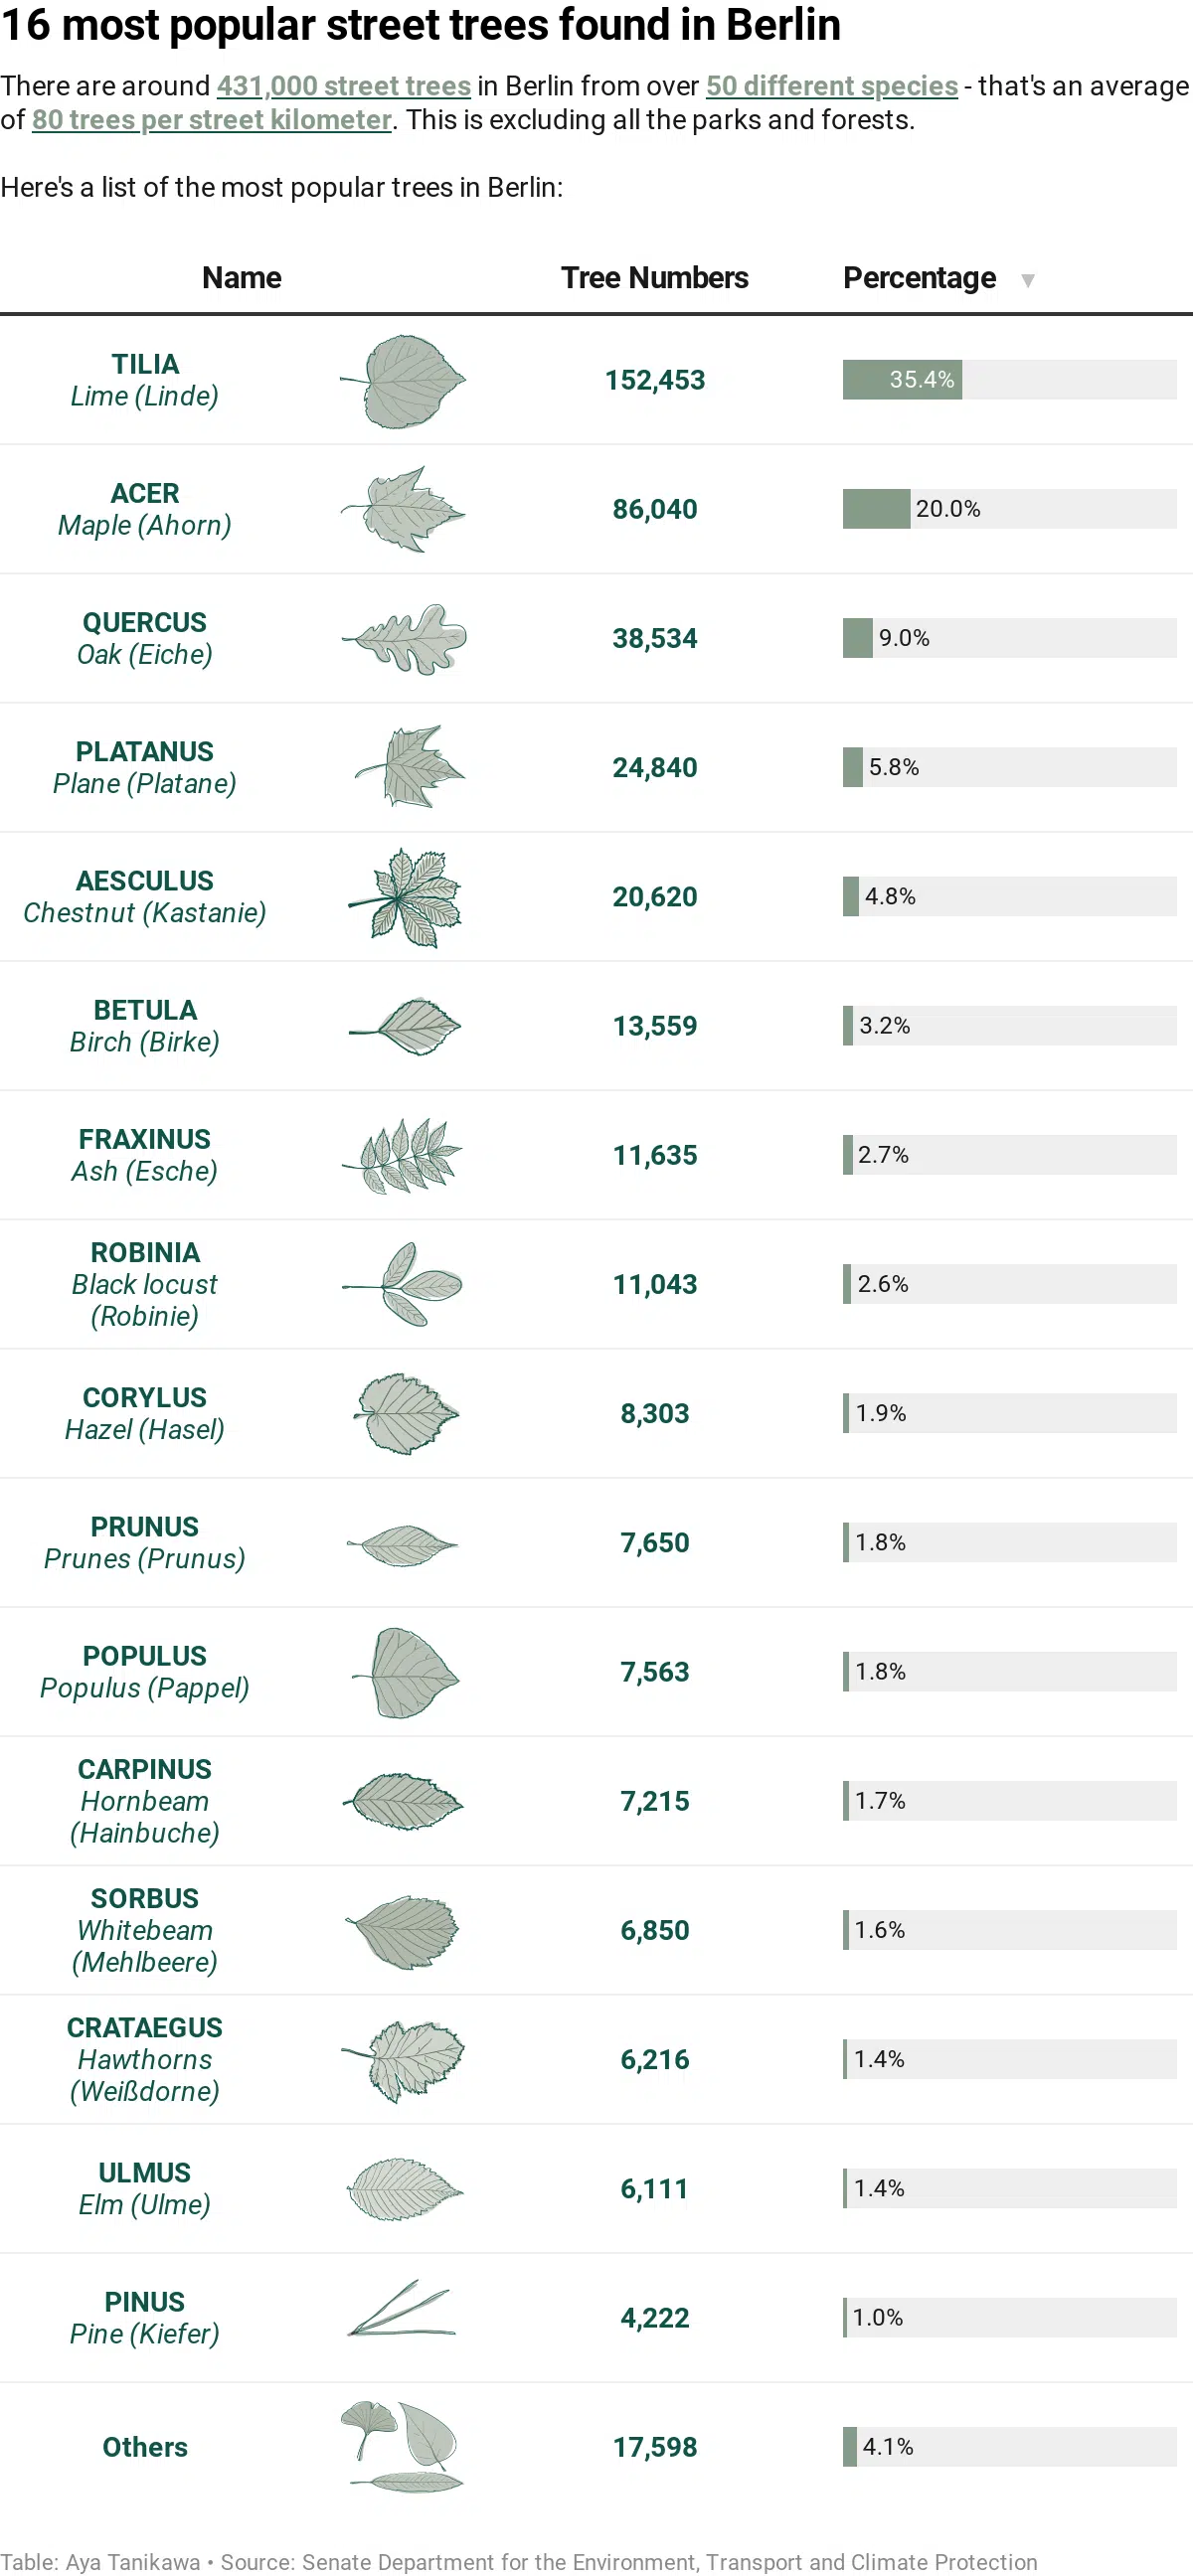 16 most popular street trees found in Berlin
There are around 431,000 street trees in Berlin from over 50 different species - that's an average
of 80 trees per street kilometer. This is excluding all the parks and forests.
Here's a list of the most popular trees in Berlin:
Name Tree Numbers Percentage ▼
TILIA
Lime (Linde)
152,453 35.4%
ACER
Maple (Ahorn)
86,040 20.0%
QUERCUS
Oak (Eiche)
38,534 9.0%
PLATANUS
Plane (Platane)
24,840 5.8%
AESCULUS
Chestnut (Kastanie)
20,620 4.8%
BETULA
Birch (Birke)
13,559 3.2%
FRAXINUS
Ash (Esche)
11,635 2.7%
ROBINIA
Black locust
(Robinie)
11,043 2.6%
CORYLUS
Hazel (Hasel)
8,303 1.9%
PRUNUS
Prunes (Prunus)
7,650 1.8%
POPULUS
Populus (Pappel)
7,563 1.8%
CARPINUS
Hornbeam
(Hainbuche)
7,215 1.7%
SORBUS
Whitebeam
(Mehlbeere)
6,850 1.6%
CRATAEGUS
Hawthorns
(Weißdorne)
6,216 1.4%
ULMUS
Elm (Ulme)
6,111 1.4%
PINUS
Pine (Kiefer)
4,222 1.0%
Others 17,598 4.1%
Table: Aya Tanikawa • Source: Senate Department for the Environment, Transport and Climate Protection